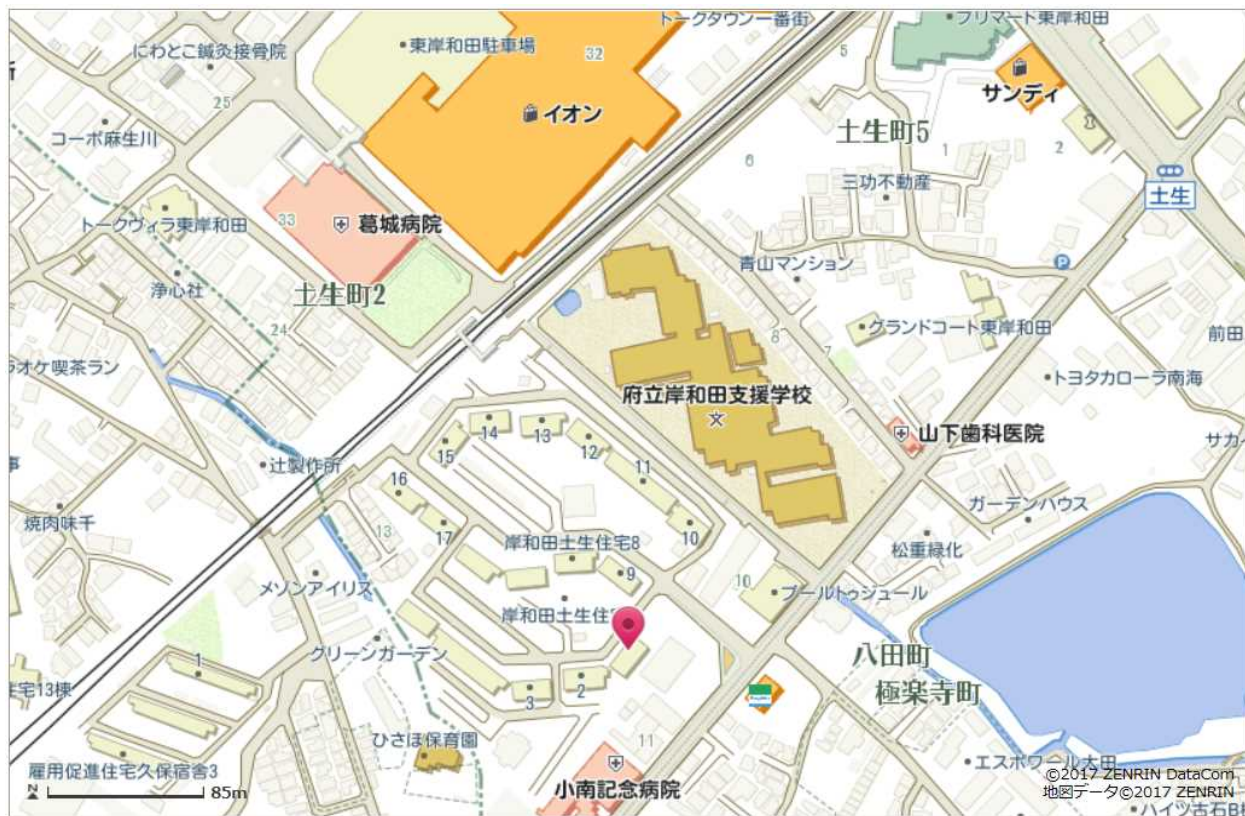 トークタウン一番街
フリマート東岸和田
にわとこ鍼灸接骨院
東岸和田駐車場
32
5
所
サンディ
25
イオン
コーポ麻生川
土生町5
1
2
6
三功不動産
土生
33
葛城病院
トークヴィラ東岸和田
青山マンション
P
浄心社
土生町2
24
8
7
グランドコート東岸和田
前田
ラオケ喫茶ラン
トヨタカローラ南海
府立岸和田支援学校
14
13
12
山下歯科医院
15
サカイ
事
辻製作所
11
16
焼肉味千
13
17
10
ガーデンハウス
岸和田土生住宅8
松重緑化
9
10
メゾンアイリス
プールトゥジュール
岸和田土生住
グリーンガーデン
八田町
1
2
極楽寺町
住宅13棟
3
ひさほ保育園
11
エスポワール太田
雇用促進住宅久保宿舎3
©2017 ZENRIN DataCom
N
85m
小南記念病院
地図データ©2017 ZENRIN
ハイツ古石B棟